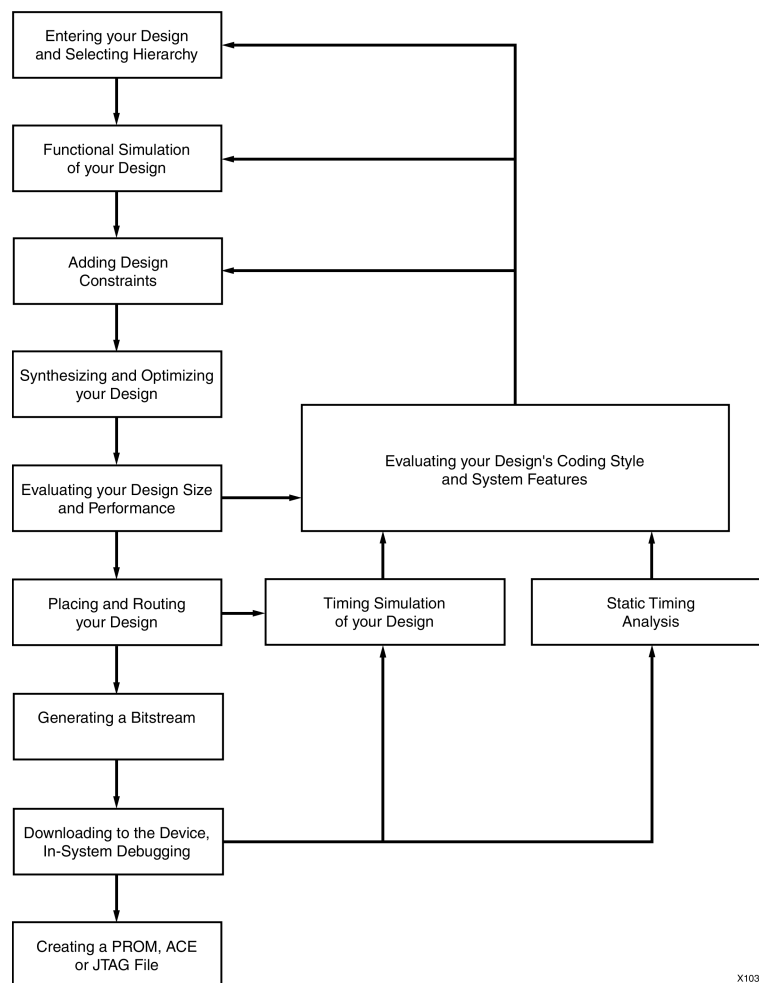 Entering your Design
and Selecting Hierarchy
Functional Simulation
of your Design
Adding Design
Constraints
Synthesizing and Optimizing
your Design
Evaluating your Design's Coding Style
and System Features
Evaluating your Design Size
and Performance
Placing and Routing
your Design
Timing Simulation
of your Design
Static Timing
Analysis
Generating a Bitstream
Downloading to the Device,
In-System Debugging
Creating a PROM, ACE
or JTAG File
X103